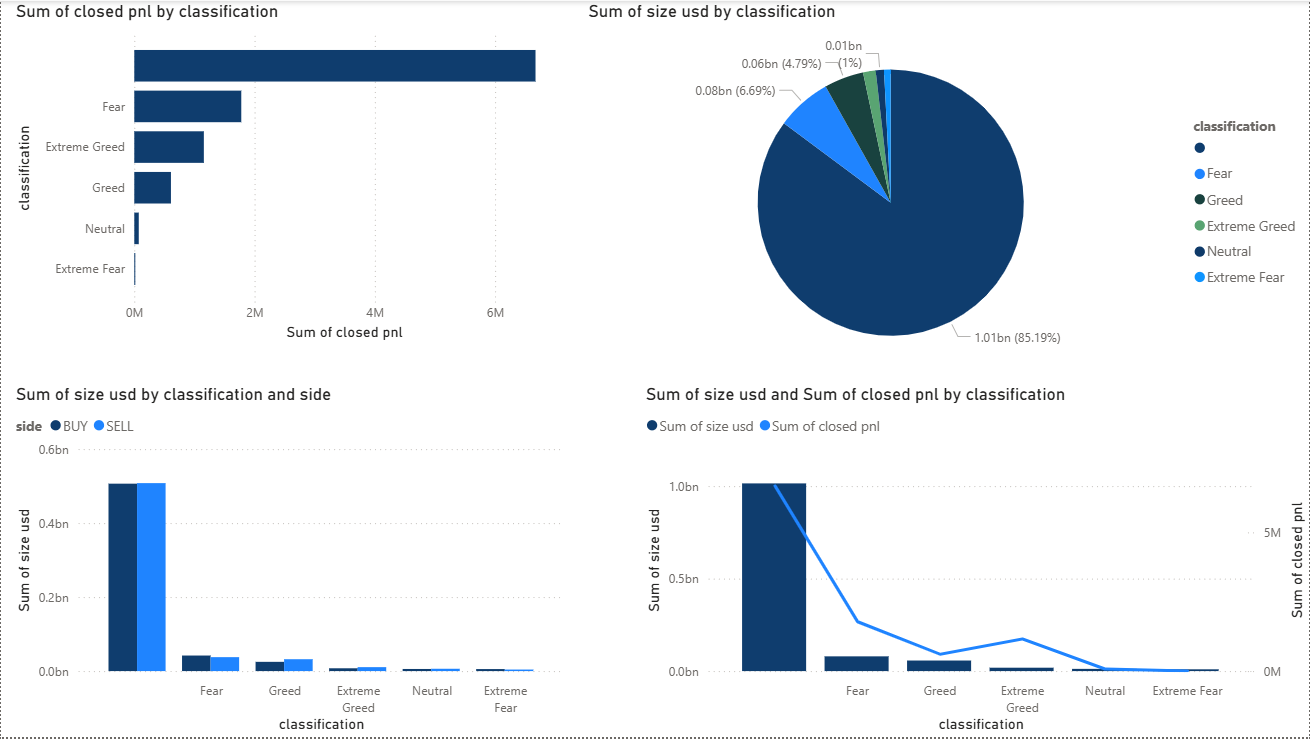 Sum of closed pnl by classification
classification
Fear
Extreme Greed
Greed
Neutral
Extreme Fear
0M 2M 4M 6M
Sum of closed pnl
Sum of size usd by classification
0.01bn
(1%)
0.06bn (4.79%)
0.08bn (6.69%)
1.01bn (85.19%)
classification
Fear
Greed
Extreme Greed
Neutral
Extreme Fear
Sum of size usd by classification and side
side BUY SELL
Sum of size usd
0.6bn
0.4bn
0.2bn
0.0bn
Fear Greed Extreme Greed Neutral Extreme Fear
classification
Sum of size usd and Sum of closed pnl by classification
Sum of size usd Sum of closed pnl
Sum of size usd
1.0bn
0.5bn
0.0bn
5M
0M
Sum of closed pnl
Fear Greed Extreme Greed Neutral Extreme Fear
classification